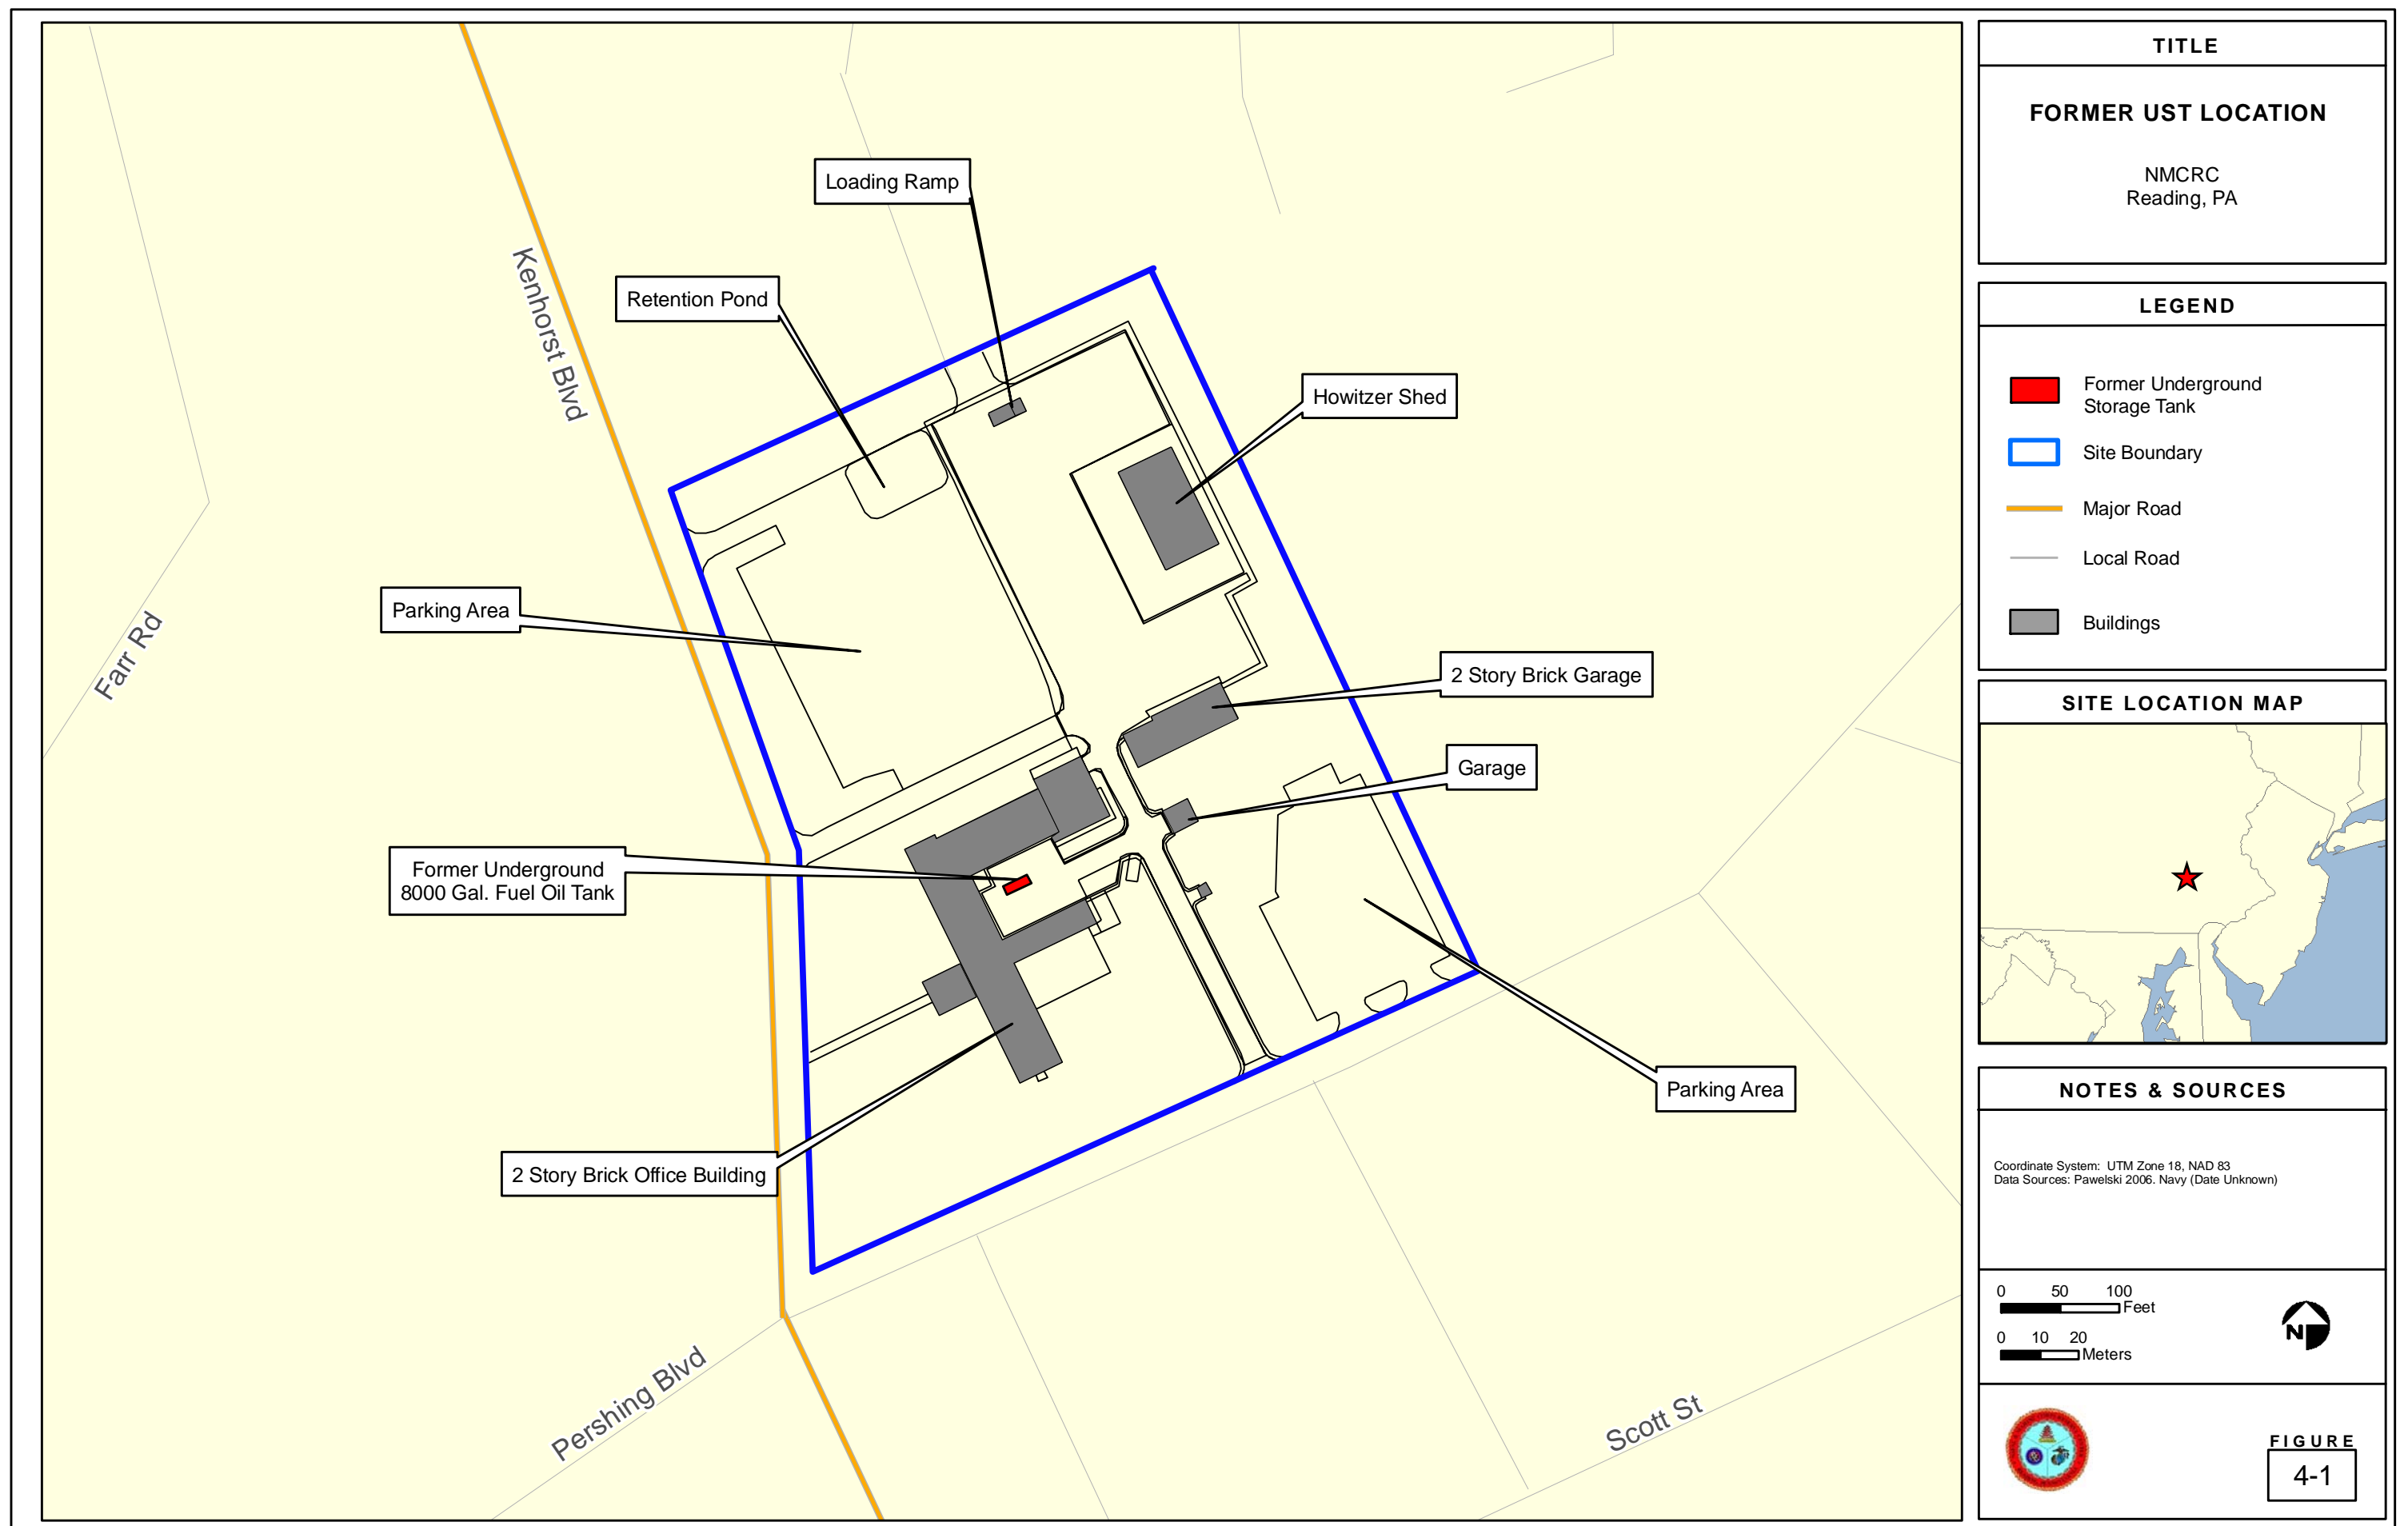 Loading Ramp
Retention Pond
Kenhorst Blvd
Howitzer Shed
Parking Area
Farr Rd
2 Story Brick Garage
Garage
Former Underground
8000 Gal. Fuel Oil Tank
Parking Area
2 Story Brick Office Building
Pershing Blvd
Scott St
TITLE
FORMER UST LOCATION
NMCRC
Reading, PA
LEGEND
Former Underground
Storage Tank
Site Boundary
Major Road
Local Road
Buildings
SITE LOCATION MAP
NOTES & SOURCES
Coordinate System: UTM Zone 18, NAD 83
Data Sources: Pawelski 2006. Navy (Date Unknown)
0 50 100
Feet
0 10 20
Meters
N
FIGURE
4-1